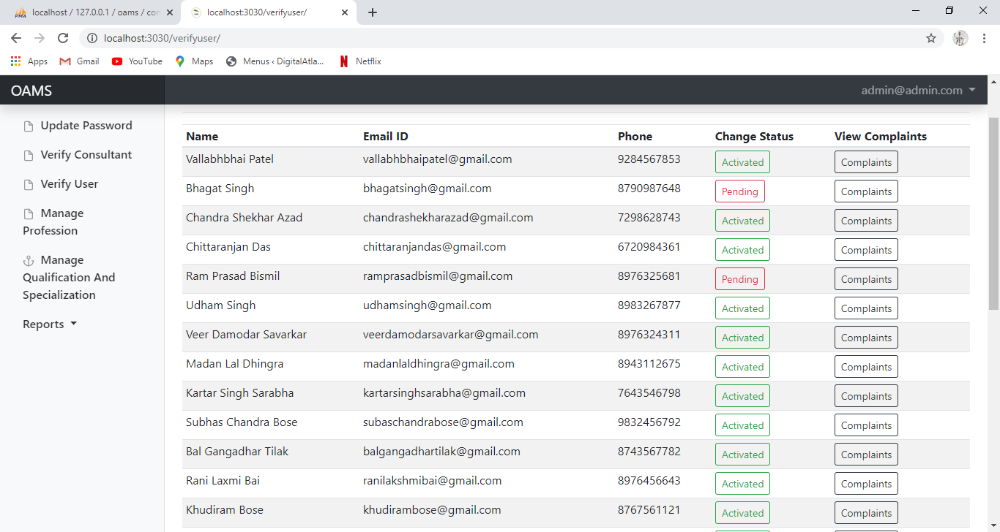 localhost / 127.0.0.1 / oams / con
localhost:3030/verifyuser/
localhost:3030/verifyuser/
Apps Gmail YouTube Maps Menus ‹ DigitalAtla... Netflix
OAMS admin@admin.com
Update Password
Verify Consultant
Verify User
Manage
Profession
Manage
Qualification And
Specialization
Reports
Name Email ID Phone Change Status View Complaints
Vallabhbhai Patel vallabhbhaipatel@gmail.com 9284567853 Activated Complaints
Bhagat Singh bhagatsingh@gmail.com 8790987648 Pending Complaints
Chandra Shekhar Azad chandrashekharazad@gmail.com 7298628743 Activated Complaints
Chittaranjan Das chittaranjandas@gmail.com 6720984361 Activated Complaints
Ram Prasad Bismil ramprasadbismil@gmail.com 8976325681 Pending Complaints
Udham Singh udhamsingh@gmail.com 8983267877 Activated Complaints
Veer Damodar Savarkar veerdamodarsavarkar@gmail.com 8976324311 Activated Complaints
Madan Lal Dhingra madanlaldhingra@gmail.com 8943112675 Activated Complaints
Kartar Singh Sarabha kartarsinghsarabha@gmail.com 7643546798 Activated Complaints
Subhas Chandra Bose subaschandrabose@gmail.com 9832456792 Activated Complaints
Bal Gangadhar Tilak balgangadhartilak@gmail.com 8743567782 Activated Complaints
Rani Laxmi Bai ranilakshmibai@gmail.com 8976456643 Activated Complaints
Khudiram Bose khudirambose@gmail.com 8767561121 Activated Complaints